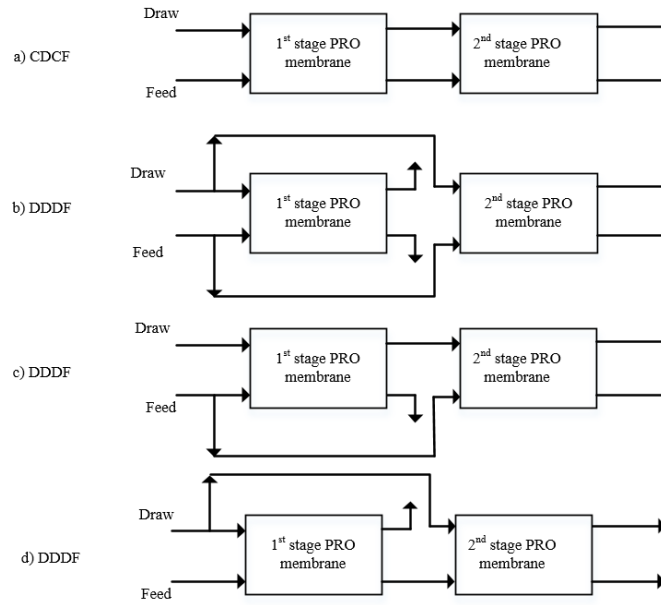 Draw
a) CDCF
1st stage PRO
membrane
2nd stage PRO
membrane
Feed
Draw
b) DDDF
1st stage PRO
membrane
2nd stage PRO
membrane
Feed
Draw
c) DDDF
1st stage PRO
membrane
2nd stage PRO
membrane
Feed
Draw
d) DDDF
1st stage PRO
membrane
2nd stage PRO
membrane
Feed